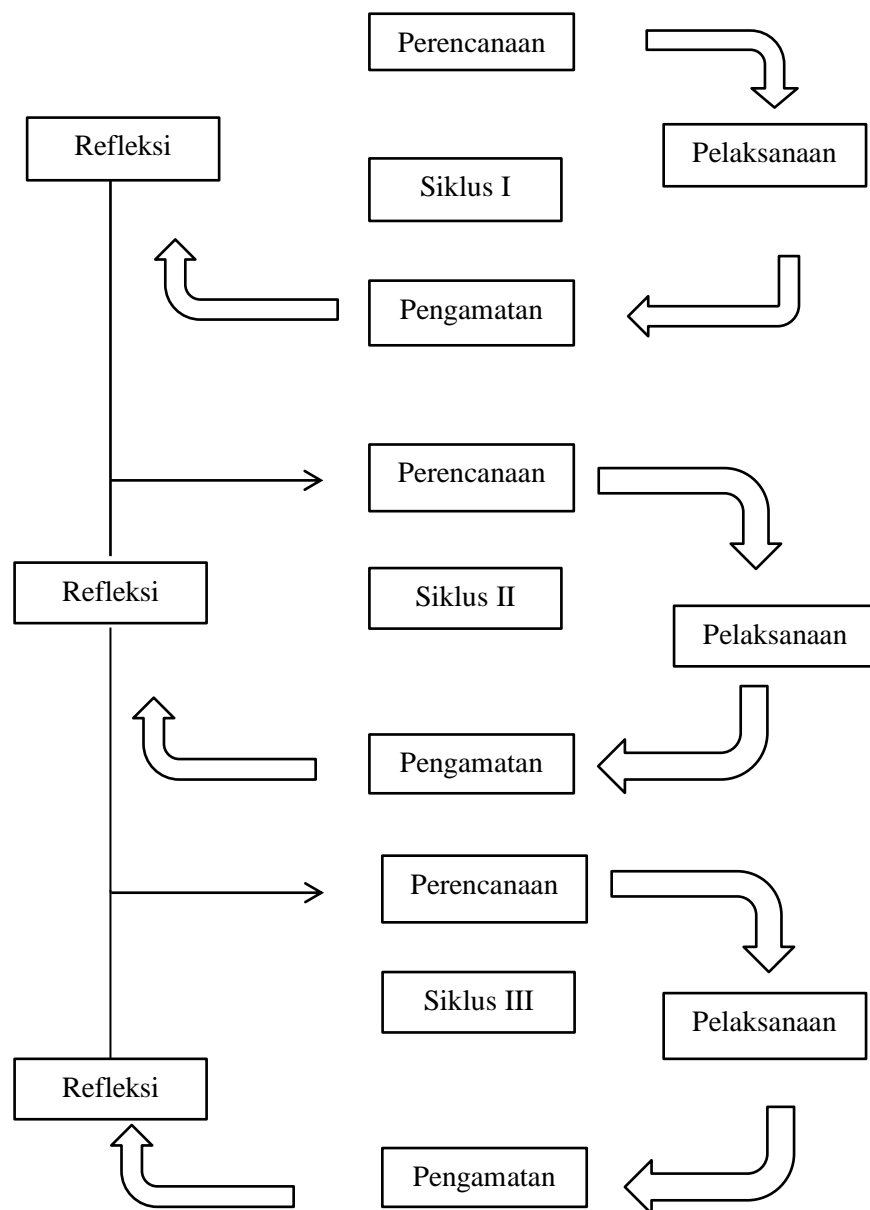 Perencanaan
Refleksi
Pelaksanaan
Siklus I
Pengamatan
Perencanaan
Refleksi
Siklus II
Pelaksanaan
Pengamatan
Perencanaan
Siklus III
Pelaksanaan
Refleksi
Pengamatan